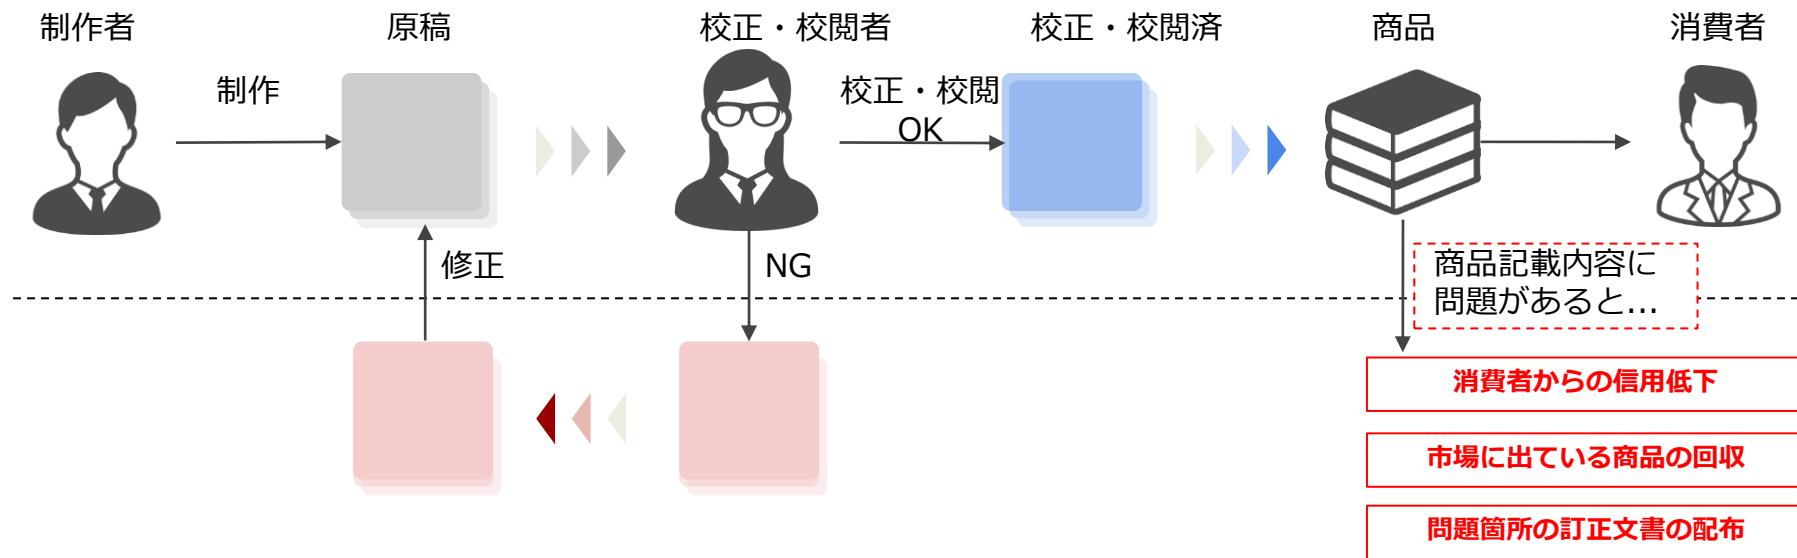 制作者
原稿
校正・校閲者
校正・校閲済
商品
消費者
制作
校正・校閲
OK
修正
NG
商品記載内容に
問題があると...
消費者からの信用低下
市場に出ている商品の回収
問題箇所の訂正文書の配布